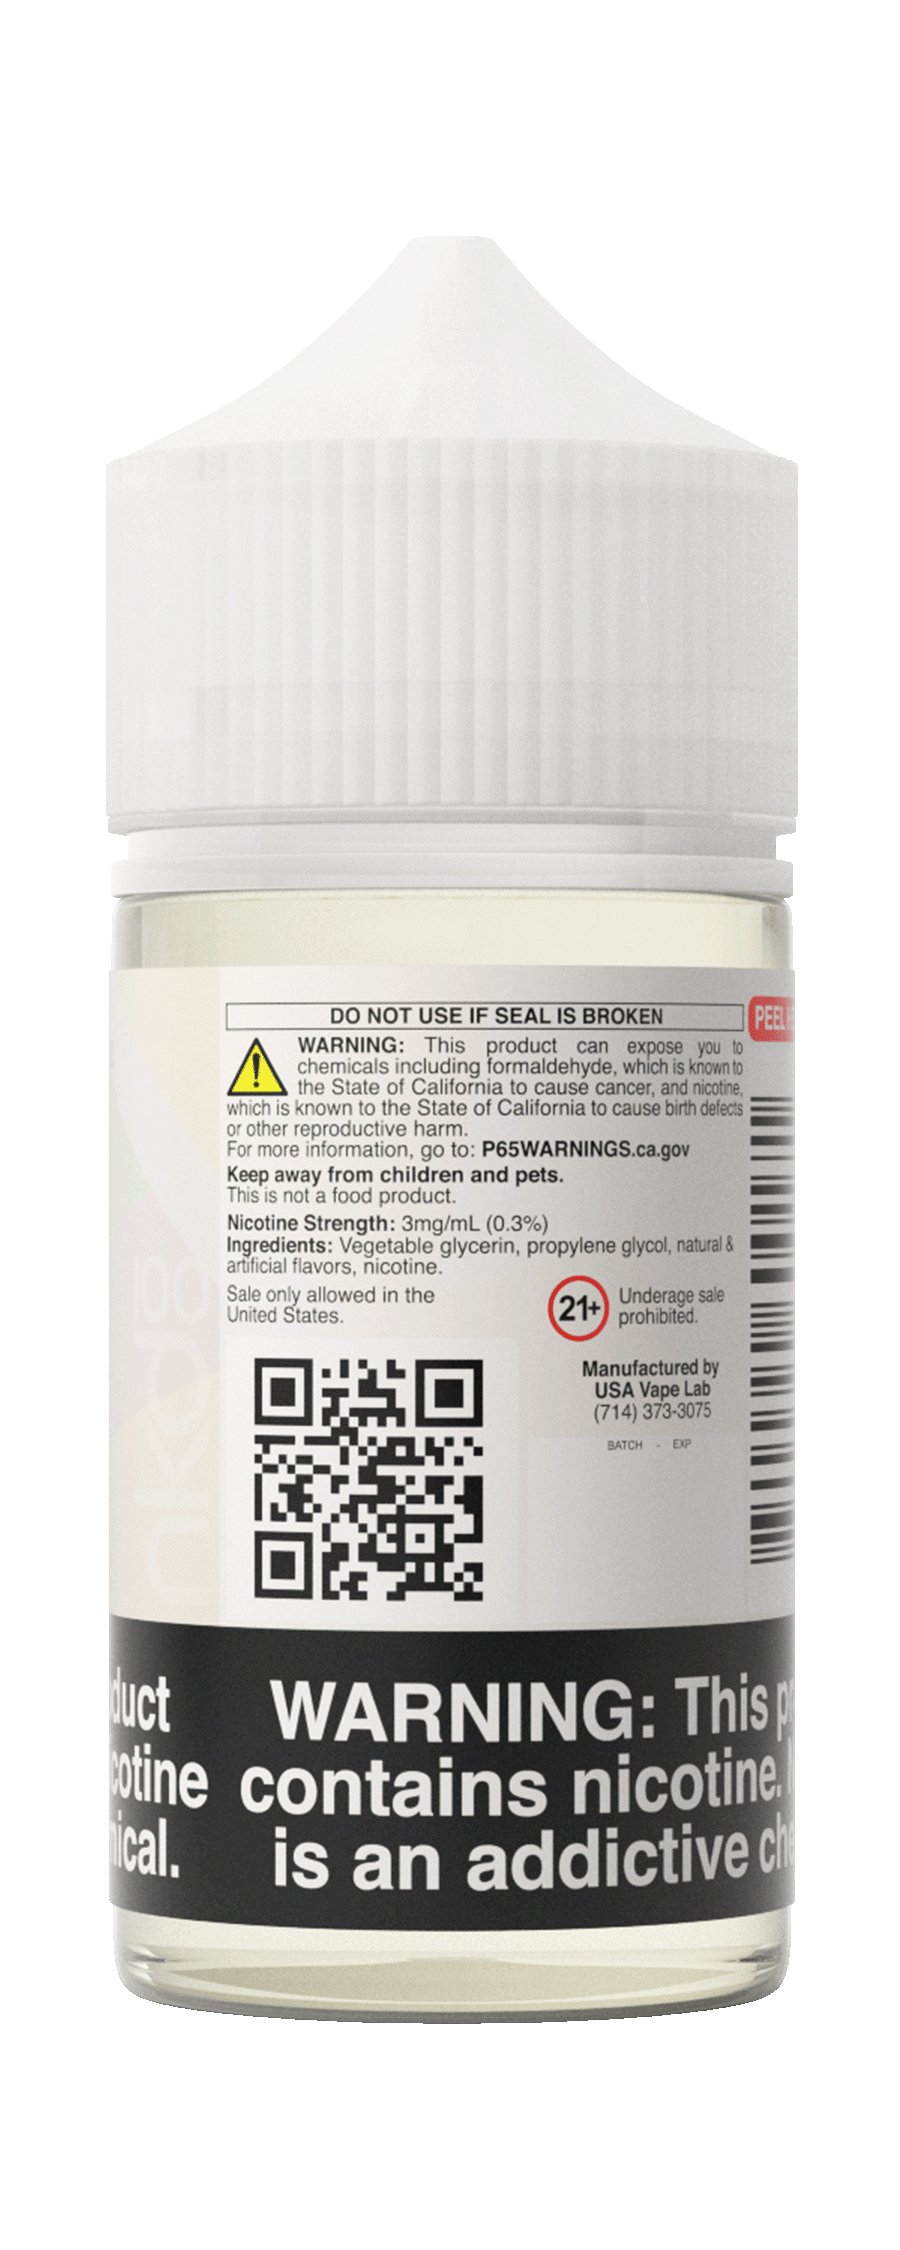 DO NOT USE IF SEAL IS BROKEN
PEEL
WARNING: This product can expose you to
chemicals including formaldehyde, which is known to
the State of California to cause cancer, and nicotine,
which is known to the State of California to cause birth defects
or other reproductive harm.
For more information, go to: P65WARNINGS.ca.gov
Keep away from children and pets.
This is not a food product.
Nicotine Strength: 3mg/mL (0.3%)
Ingredients: Vegetable glycerin, propylene glycol, natural &
artificial flavors, nicotine.
Sale only allowed in the
United States.
21+
Underage sale
prohibited.
Manufactured by
USA Vape Lab
(714) 373-3075
BATCH - EXP
duct
cotine
ical.
WARNING: This p
contains nicotine.
is an addictive che